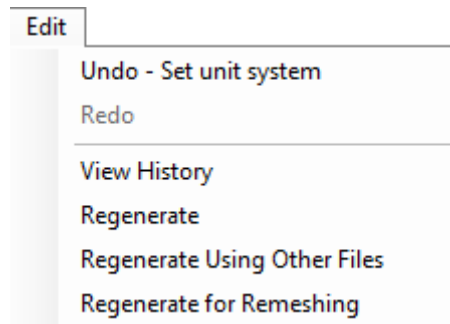 Edit
Undo - Set unit system
Redo
View History
Regenerate
Regenerate Using Other Files
Regenerate for Remeshing